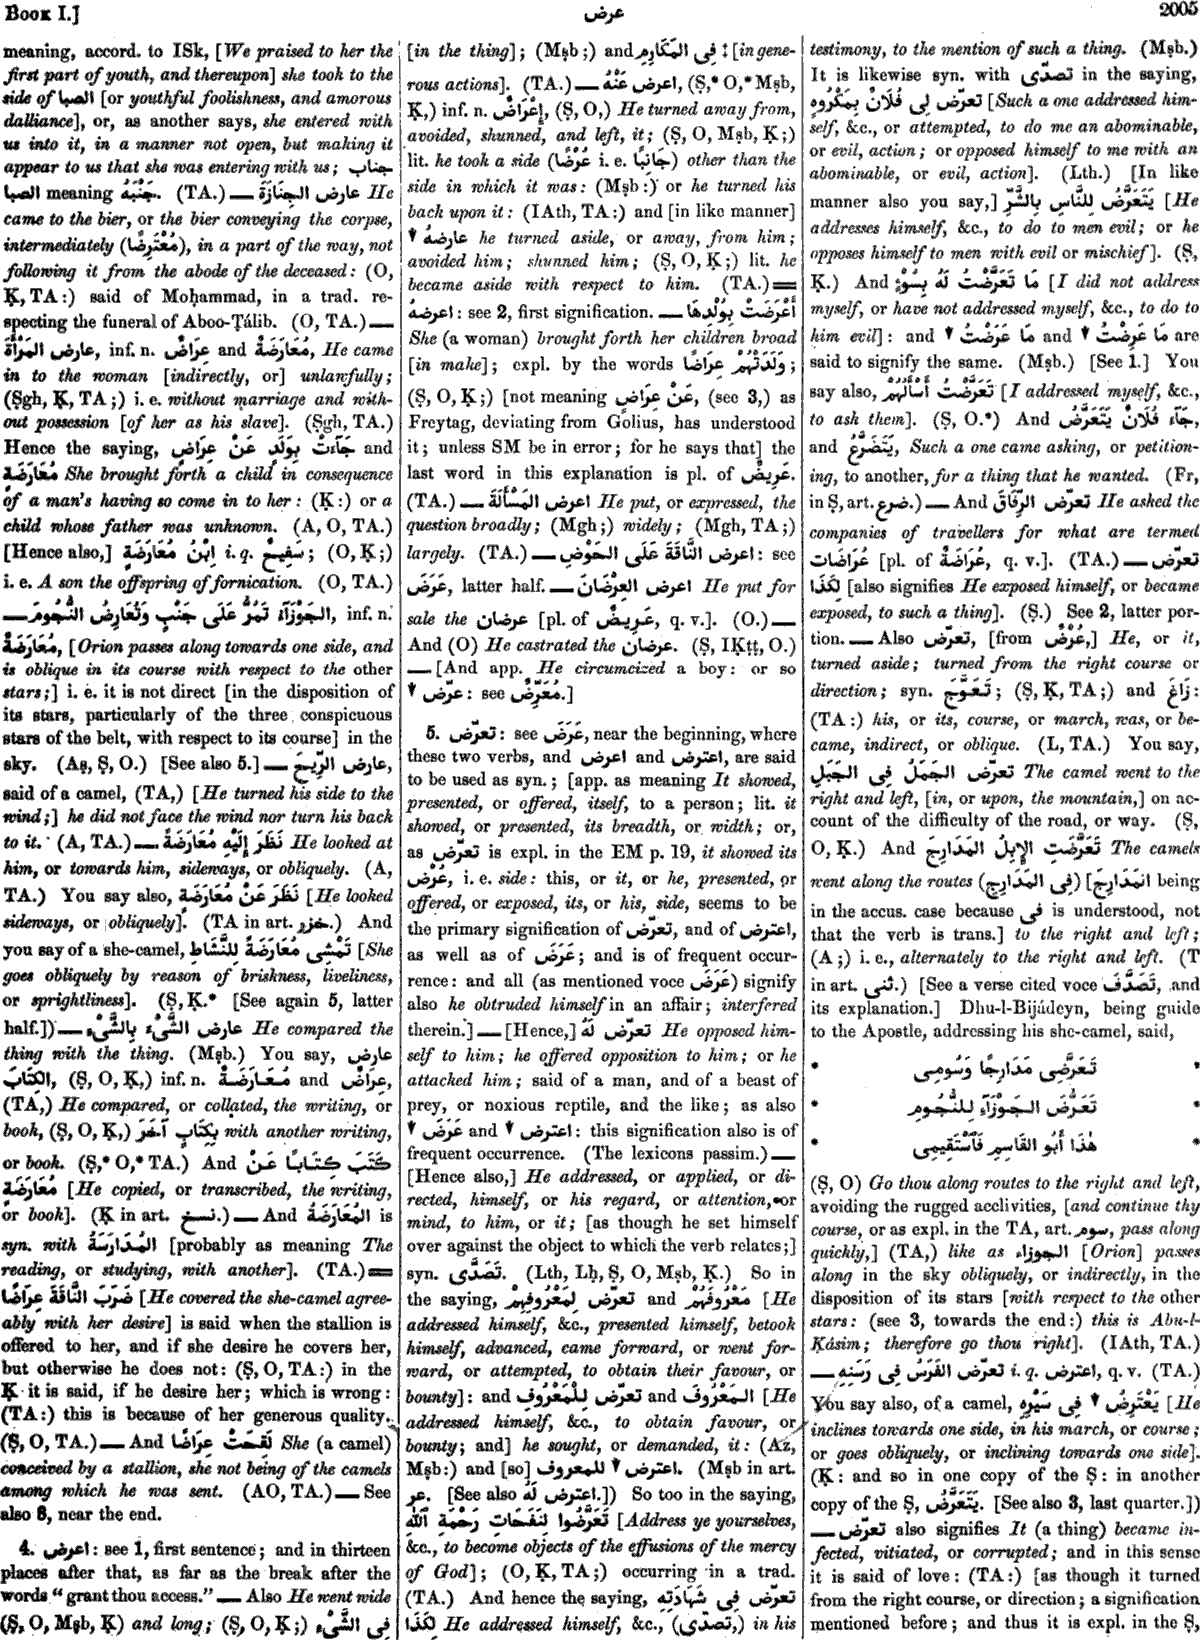 Book I.]
عرض
2005
meaning, accord. to ISk, [We praised to her the
first part of youth, and thereupon] she took to the
side of الصبا [or youthful foolishness, and amorous
dalliance], or, as another says, she entered with
us into it, in a manner not open, but making it
appear to us that she was entering with us; جناب
الصبا meaning جَنْبَهُ. (TA.) — عارض الجِنَازَةَ He
came to the bier, or the bier conveying the corpse,
intermediately (مُعْتَرِضًا), in a part of the way, not
following it from the abode of the deceased: (O,
Ḳ, TA:) said of Moḥammad, in a trad. re-
specting the funeral of Aboo-Ṭálib. (O, TA.) —
عارض المَرْأَةَ, inf. n. عِرَاضٌ and مُعَارَضَةٌ, He came
in to the woman [indirectly, or] unlawfully;
(Ṣgh, Ḳ, TA;) i. e. without marriage and with-
out possession [of her as his slave]. (Ṣgh, TA.)
Hence the saying, جَآءَتْ بِوَلَدٍ عَنْ عِرَاضٍ and
مُعَارَضَةٍ She brought forth a child in consequence
of a man's having so come in to her: (Ḳ:) or a
child whose father was unknown. (A, O, TA.)
[Hence also,] اِبْنُ مُعَارَضَةٍ i. q. سَفِيحٌ; (O, Ḳ;)
i. e. A son the offspring of fornication. (O, TA.)
— الجَوْزَآءُ تَمُرُّ عَلَى جَنْبٍ وَتُعَارِضُ النُّجُومَ, inf. n.
مُعَارَضَةٌ, [Orion passes along towards one side, and
is oblique in its course with respect to the other
stars;] i. e. it is not direct [in the disposition of
its stars, particularly of the three conspicuous
stars of the belt, with respect to its course] in the
sky. (Aṣ, Ṣ, O.) [See also 5.] — عارض الرِّيحَ,
said of a camel, (TA,) [He turned his side to the
wind;] he did not face the wind nor turn his back
to it. (A, TA.) — نَظَرَ إِلَيْهِ مُعَارَضَةً He looked at
him, or towards him, sideways, or obliquely. (A,
TA.) You say also, نَظَرَ عَنْ مُعَارَضَةٍ [He looked
sideways, or obliquely]. (TA in art. خزر.) And
you say of a she-camel, تَمْشِى مُعَارَضَةً لِلنَّشَاطِ [She
goes obliquely by reason of briskness, liveliness,
or sprightliness]. (Ṣ, Ḳ.* [See again 5, latter
half.]) — عارض الشَّىْءَ بِالشَّىْءِ He compared the
thing with the thing. (Mṣb.) You say, عارض
الكِتَابَ, (Ṣ, O, Ḳ,) inf. n. مُعَارَضَةٌ and عِرَاضٌ,
(TA,) He compared, or collated, the writing, or
book, (Ṣ, O, Ḳ,) بِكِتَابٍ آخَرَ with another writing,
or book. (Ṣ,* O,* TA.) And كَتَبَ كِتَابًا عَنْ
مُعَارَضَةٍ [He copied, or transcribed, the writing,
or book]. (Ḳ in art. نسخ.) — And المُعَارَضَةُ is
syn. with المُدَارَسَةُ [probably as meaning The
reading, or studying, with another]. (TA.) =
ضَرَبَ النَّاقَةَ عِرَاضًا [He covered the she-camel agree-
ably with her desire] is said when the stallion is
offered to her, and if she desire he covers her,
but otherwise he does not: (Ṣ, O, TA:) in the
Ḳ it is said, if he desire her; which is wrong:
(TA:) this is because of her generous quality.
(Ṣ, O, TA.) — And لَقِحَتْ عِرَاضًا She (a camel)
conceived by a stallion, she not being of the camels
among which he was sent. (AO, TA.) — See
also 8, near the end.
4. اعرض: see 1, first sentence; and in thirteen
places after that, as far as the break after the
words "grant thou access." — Also He went wide
(Ṣ, O, Mṣb, Ḳ) and long; (Ṣ, O, Ḳ;) فِى الشَّىْءِ
[in the thing]; (Mṣb;) and فِى المَكَارِمِ ‡ [in gene-
rous actions]. (TA.) — اعرض عَنْهُ, (Ṣ,* O,* Mṣb,
Ḳ,) inf. n. إِعْرَاضٌ, (Ṣ, O,) He turned away from,
avoided, shunned, and left, it; (Ṣ, O, Mṣb, Ḳ;)
lit. he took a side (عُرْضًا i. e. جَانِبًا) other than the
side in which it was: (Mṣb:) or he turned his
back upon it: (IAth, TA:) and [in like manner]
▾ عارضهُ he turned aside, or away, from him;
avoided him; shunned him; (Ṣ, O, Ḳ;) lit. he
became aside with respect to him. (TA.) =
اعرضهُ: see 2, first signification. — أَعْرَضَتْ بِوَلَدِهَا
She (a woman) brought forth her children broad
[in make]; expl. by the words وَلَدَتْهُمْ عِرَاضًا;
(Ṣ, O, Ḳ;) [not meaning عَنْ عِرَاضٍ, (see 3,) as
Freytag, deviating from Golius, has understood
it; unless SM be in error; for he says that] the
last word in this explanation is pl. of عَرِيضٌ.
(TA.) — اعرض المَسْأَلَةَ He put, or expressed, the
question broadly; (Mgh;) widely; (Mgh, TA;)
largely. (TA.) — اعرض النَّاقَةَ عَلَى الحَوْضِ: see
عَرَضَ, latter half. — اعرض العِرْضَانَ He put for
sale the عرضان [pl. of عَرِيضٌ, q. v.]. (O.) —
And (O) He castrated the عرضان. (Ṣ, IḲṭṭ, O.)
— [And app. He circumcized a boy: or so
▾ عرّض: see مُعَرِّضٌ.]
5. تعرّض: see عَرَضَ, near the beginning, where
these two verbs, and اعرض and اعترض, are said
to be used as syn.; [app. as meaning It showed,
presented, or offered, itself, to a person; lit. it
showed, or presented, its breadth, or width; or,
as تعرّض is expl. in the EM p. 19, it showed its
عُرْض, i. e. side: this, or it, or he, presented, or
offered, or exposed, its, or his, side, seems to be
the primary signification of تعرّض, and of اعترض,
as well as of عَرَضَ; and is of frequent occur-
rence: and all (as mentioned voce عَرَضَ) signify
also he obtruded himself in an affair; interfered
therein.] — [Hence,] تعرّض لَهُ He opposed him-
self to him; he offered opposition to him; or he
attacked him; said of a man, and of a beast of
prey, or noxious reptile, and the like; as also
▾ عَرَضَ and ▾ اعترض: this signification also is of
frequent occurrence. (The lexicons passim.) —
[Hence also,] He addressed, or applied, or di-
rected, himself, or his regard, or attention, or
mind, to him, or it; [as though he set himself
over against the object to which the verb relates;]
syn. تَصَدَّى. (Lth, Lḥ, Ṣ, O, Mṣb, Ḳ.) So in
the saying, تعرض لِمَعْرُوفِهِمْ and مَعْرُوفَهُمْ [He
addressed himself, &c., presented himself, betook
himself, advanced, came forward, or went for-
ward, or attempted, to obtain their favour, or
bounty]: and تعرّض لِلْمَعْرُوفِ and المَعْرُوفَ [He
addressed himself, &c., to obtain favour, or
bounty; and] he sought, or demanded, it: (Az,
Mṣb:) and [so] ▾ اعترض للمعروف. (Mṣb in art.
عر. [See also اعترض لَهُ.]) So too in the saying,
تَعَرَّضُوا لِنَفَحَاتِ رَحْمَةِ ٱللّٰهِ [Address ye yourselves,
&c., to become objects of the effusions of the mercy
of God]; (O, Ḳ, TA;) occurring in a trad.
(TA.) And hence the saying, تعرّض فِى شَهَادَتِهِ
لِكَذَا He addressed himself, &c., (تصدّى,) in his
testimony, to the mention of such a thing. (Mṣb.)
It is likewise syn. with تصدّى in the saying,
تعرّض لِى فُلَانٌ بِمَكْرُوهٍ [Such a one addressed him-
self, &c., or attempted, to do me an abominable,
or evil, action; or opposed himself to me with an
abominable, or evil, action]. (Lth.) [In like
manner also you say,] يَتَعَرَّضُ لِلنَّاسِ بِالشَّرِّ [He
addresses himself, &c., to do to men evil; or he
opposes himself to men with evil or mischief]. (Ṣ,
Ḳ.) And مَا تَعَرَّضْتُ لَهُ بِسُوْءٍ [I did not address
myself, or have not addressed myself, &c., to do to
him evil]: and ▾ مَا عَرَضْتُ and ▾ مَا عَرِضْتُ are
said to signify the same. (Mṣb.) [See 1.] You
say also, تَعَرَّضْتُ أَسْأَلُهُمْ [I addressed myself, &c.,
to ask them]. (Ṣ, O.*) And جَآءَ فُلَانٌ يَتَعَرَّضُ,
and يَتَضَرَّعُ, Such a one came asking, or petition-
ing, to another, for a thing that he wanted. (Fr,
in Ṣ, art. ضرع.) — And تعرّض الرِّفَاقَ He asked the
companies of travellers for what are termed
عُرَاضَات [pl. of عُرَاضَةٌ, q. v.]. (TA.) — تعرّض
لِكَذَا [also signifies He exposed himself, or became
exposed, to such a thing]. (Ṣ.) See 2, latter por-
tion. — Also تعرّض, [from عُرْضٌ,] He, or it,
turned aside; turned from the right course or
direction; syn. تَعَوَّجَ; (Ṣ, Ḳ, TA;) and زَاغَ:
(TA:) his, or its, course, or march, was, or be-
came, indirect, or oblique. (L, TA.) You say,
تعرّض الجَمَلُ فِى الجَبَلِ The camel went to the
right and left, [in, or upon, the mountain,] on ac-
count of the difficulty of the road, or way. (Ṣ,
O, Ḳ.) And تَعَرَّضَتِ الإِبِلُ المَدَارِجَ The camels
went along the routes (فِى المَدَارِجِ) [المَدَارِجَ being
in the accus. case because فِى is understood, not
that the verb is trans.] to the right and left;
(A;) i. e., alternately to the right and left. (T
in art. ثنى.) [See a verse cited voce تَصَدَّفَ, and
its explanation.] Dhu-l-Bijádeyn, being guide
to the Apostle, addressing his she-camel, said,
* تَعَرَّضِى مَدَارِجًا وَسُومِى *
* تَعَرُّضَ الجَوْزَآءِ لِلنُّجُومِ *
* هٰذَا أَبُو القَاسِمِ فَٱسْتَقِيمِى *
(Ṣ, O) Go thou along routes to the right and left,
avoiding the rugged acclivities, [and continue thy
course, or as expl. in the TA, art. سوم, pass along
quickly,] (TA,) like as الجوزاء [Orion] passes
along in the sky obliquely, or indirectly, in the
disposition of its stars [with respect to the other
stars: (see 3, towards the end:) this is Abu-l-
Ḳásim; therefore go thou right]. (IAth, TA.)
— تعرّض الفَرَسُ فِى رَسَنِهِ i. q. اعترض, q. v. (TA.)
You say also, of a camel, ▾ يَعْتَرِضُ فِى سَيْرِهِ [He
inclines towards one side, in his march, or course;
or goes obliquely, or inclining towards one side].
(Ḳ: and so in one copy of the Ṣ: in another
copy of the Ṣ, يَتَعَرَّضُ. [See also 3, last quarter.])
— تعرّض also signifies It (a thing) became in-
fected, vitiated, or corrupted; and in this sense
it is said of love: (TA:) [as though it turned
from the right course, or direction; a signification
mentioned before; and thus it is expl. in the Ṣ,